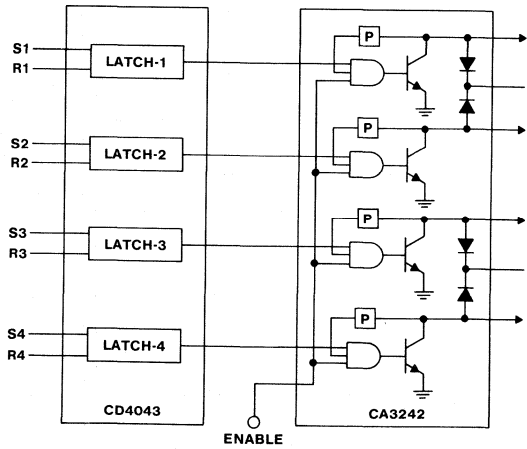 S1
R1
LATCH-1
P
S2
R2
LATCH-2
P
S3
R3
LATCH-3
P
S4
R4
LATCH-4
P
CD4043
CA3242
ENABLE